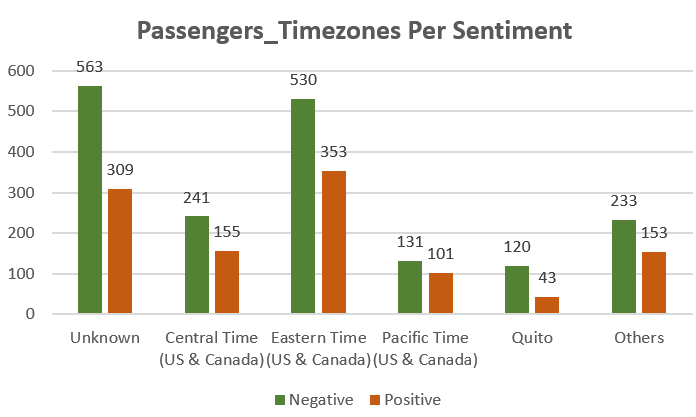 Passengers_Timezones Per Sentiment
600
500
400
300
200
100
0
563
309
241
155
530
353
131
101
120
43
233
153
Unknown
Central Time
(US & Canada)
Eastern Time
(US & Canada)
Pacific Time
(US & Canada)
Quito
Others
Negative
Positive